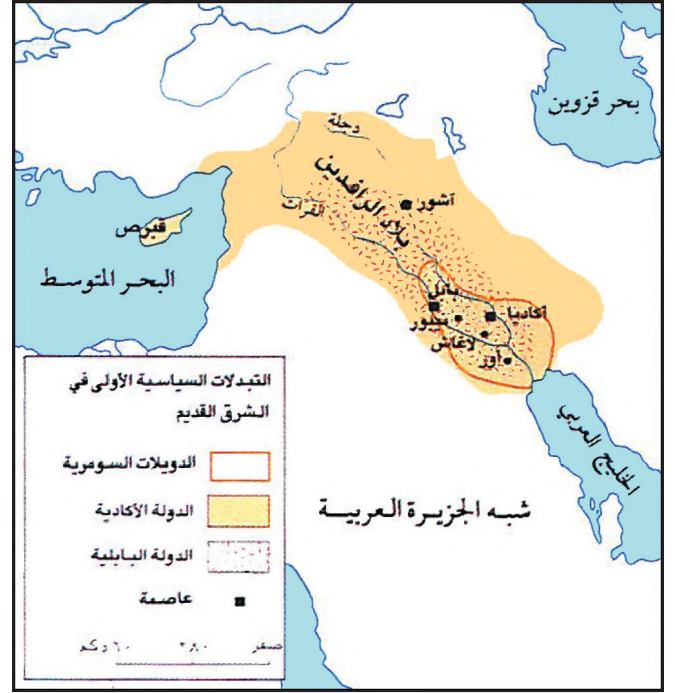 بحر قزوين
دجلة
بلاد الرافدين
آشور
الفرات
قبرص
البحر المتوسط
بابل
أكاديا
نيبور
لاغاش
أور
الخليج العربي
شبه الجزيرة العربية
التبدلات السياسية الأولى في
الشرق القديم
الدويلات السومرية
الدولة الأكادية
الدولة البابلية
عاصمة
صفر ٢٨٠